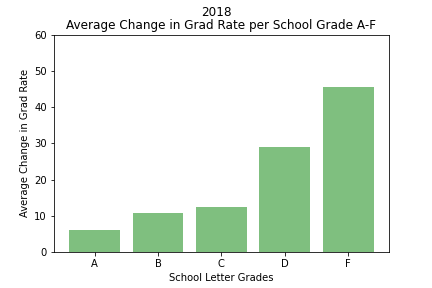 2018
Average Change in Grad Rate per School Grade A-F
Average Change in Grad Rate
60
50
40
30
20
10
0
A B C D F
School Letter Grades